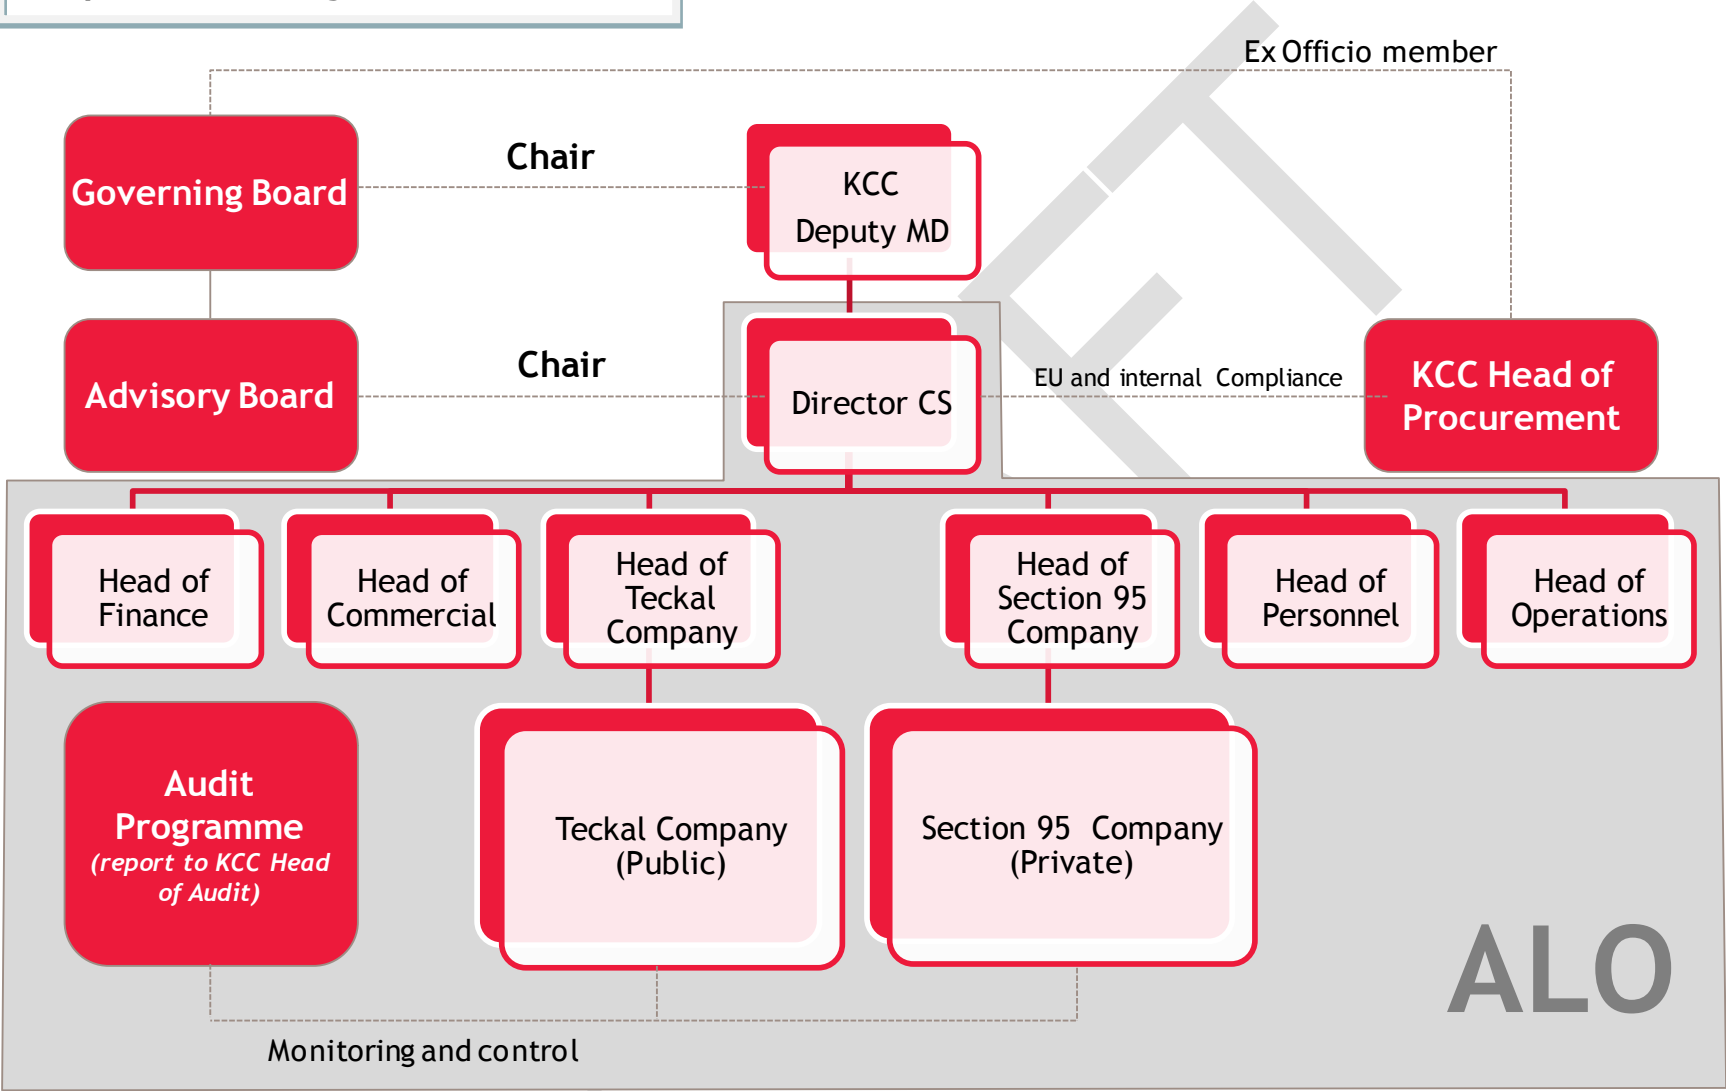 Ex Officio member
Governing Board
Chair
KCC
Deputy MD
Advisory Board
Chair
Director CS
EU and internal Compliance
KCC Head of
Procurement
Head of
Finance
Head of
Commercial
Head of
Teckal
Company
Head of
Section 95
Company
Head of
Personnel
Head of
Operations
Audit
Programme
(report to KCC Head
of Audit)
Teckal Company
(Public)
Section 95 Company
(Private)
ALO
Monitoring and control